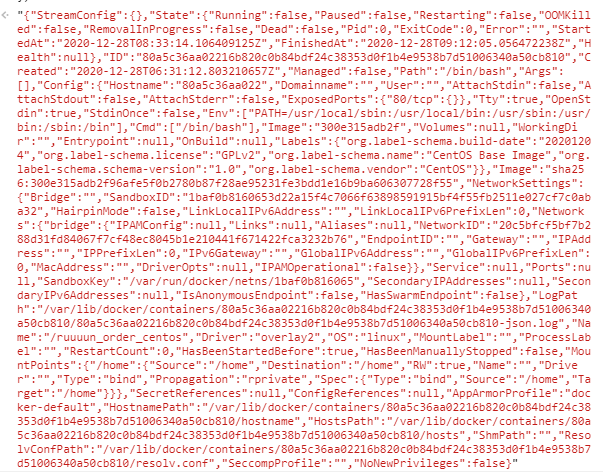 "{"StreamConfig":{},"State":{"Running":false,"Paused":false,"Restarting":false,"OOMKill
ed":false,"RemovalInProgress":false,"Dead":false,"Pid":0,"ExitCode":0,"Error":"","Start
edAt":"2020-12-28T08:33:14.106409125Z","FinishedAt":"2020-12-28T09:12:05.056472238Z","H
ealth":null},"ID":"80a5c36aa02216b820c0b84bdf24c38353d0f1b4e9538b7d51006340a50cb810","C
reated":"2020-12-28T06:31:12.803210657Z","Managed":false,"Path":"/bin/bash","Args":
[],"Config":{"Hostname":"80a5c36aa022","Domainname":"","User":"","AttachStdin":false,"A
ttachStdout":false,"AttachStderr":false,"ExposedPorts":{"80/tcp":{}},"Tty":true,"OpenSt
din":true,"StdinOnce":false,"Env":["PATH=/usr/local/sbin:/usr/local/bin:/usr/sbin:/usr/
bin:/sbin:/bin"],"Cmd":["/bin/bash"],"Image":"300e315adb2f","Volumes":null,"WorkingDi
r":"","Entrypoint":null,"OnBuild":null,"Labels":{"org.label-schema.build-date":"2020120
4","org.label-schema.license":"GPLv2","org.label-schema.name":"CentOS Base Image","org.
label-schema.schema-version":"1.0","org.label-schema.vendor":"CentOS"}},"Image":"sha2
56:300e315adb2f96afe5f0b2780b87f28ae95231fe3bdd1e16b9ba606307728f55","NetworkSettings":
{"Bridge":"","SandboxID":"1baf0b8160653d22a15f4c7066f63898591915bf4f55fb2511e027cf7c0ab
a32","HairpinMode":false,"LinkLocalIPv6Address":"","LinkLocalIPv6PrefixLen":0,"Network
s":{"bridge":{"IPAMConfig":null,"Links":null,"Aliases":null,"NetworkID":"20c5bfcf5bf7b2
88d31fd84067f7cf48ec8045b1e210441f671422fca3232b76","EndpointID":"","Gateway":"","IPAdd
ress":"","IPPrefixLen":0,"IPv6Gateway":"","GlobalIPv6Address":"","GlobalIPv6PrefixLen":
0,"MacAddress":"","DriverOpts":null,"IPAMOperational":false}},"Service":null,"Ports":nu
ll,"SandboxKey":"/var/run/docker/netns/1baf0b816065","SecondaryIPAddresses":null,"Secon
daryIPv6Addresses":null,"IsAnonymousEndpoint":false,"HasSwarmEndpoint":false},"LogPat
h":"/var/lib/docker/containers/80a5c36aa02216b820c0b84bdf24c38353d0f1b4e9538b7d51006340
a50cb810/80a5c36aa02216b820c0b84bdf24c38353d0f1b4e9538b7d51006340a50cb810-json.log","Na
me":"/ruuuun_order_centos","Driver":"overlay2","OS":"linux","MountLabel":"","ProcessLa
bel":"","RestartCount":0,"HasBeenStartedBefore":true,"HasBeenManuallyStopped":false,"Mou
ntPoints":{"/home":{"Source":"/home","Destination":"/home","RW":true,"Name":"","Drive
r":"","Type":"bind","Propagation":"rprivate","Spec":{"Type":"bind","Source":"/home","Ta
rget":"/home"}}},"SecretReferences":null,"ConfigReferences":null,"AppArmorProfile":"doc
ker-default","HostnamePath":"/var/lib/docker/containers/80a5c36aa02216b820c0b84bdf24c38
353d0f1b4e9538b7d51006340a50cb810/hostname","HostsPath":"/var/lib/docker/containers/80a
5c36aa02216b820c0b84bdf24c38353d0f1b4e9538b7d51006340a50cb810/hosts","ShmPath":"","Reso
lvConfPath":"/var/lib/docker/containers/80a5c36aa02216b820c0b84bdf24c38353d0f1b4e9538b7
d51006340a50cb810/resolv.conf","SeccompProfile":"","NoNewPrivileges":false}"